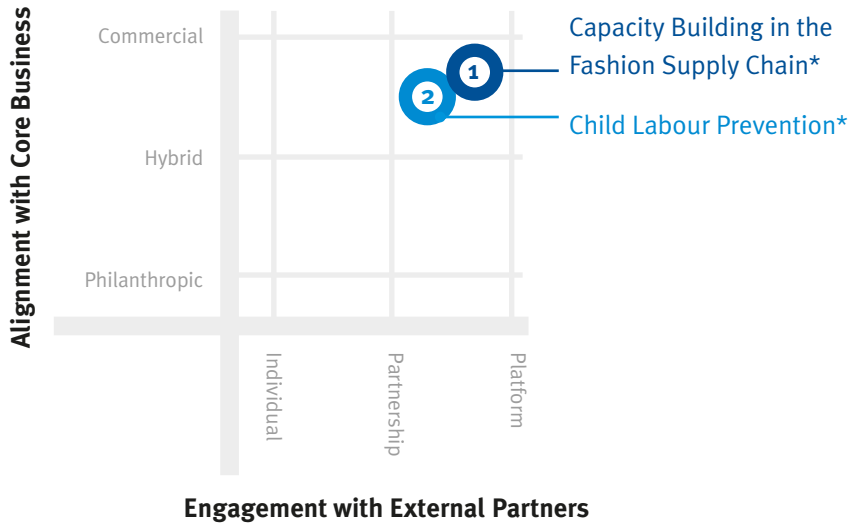 Alignment with Core Business
Commercial
Hybrid
Philanthropic
1
2
Capacity Building in the
Fashion Supply Chain*
Child Labour Prevention*
Individual
Partnership
Platform
Engagement with External Partners